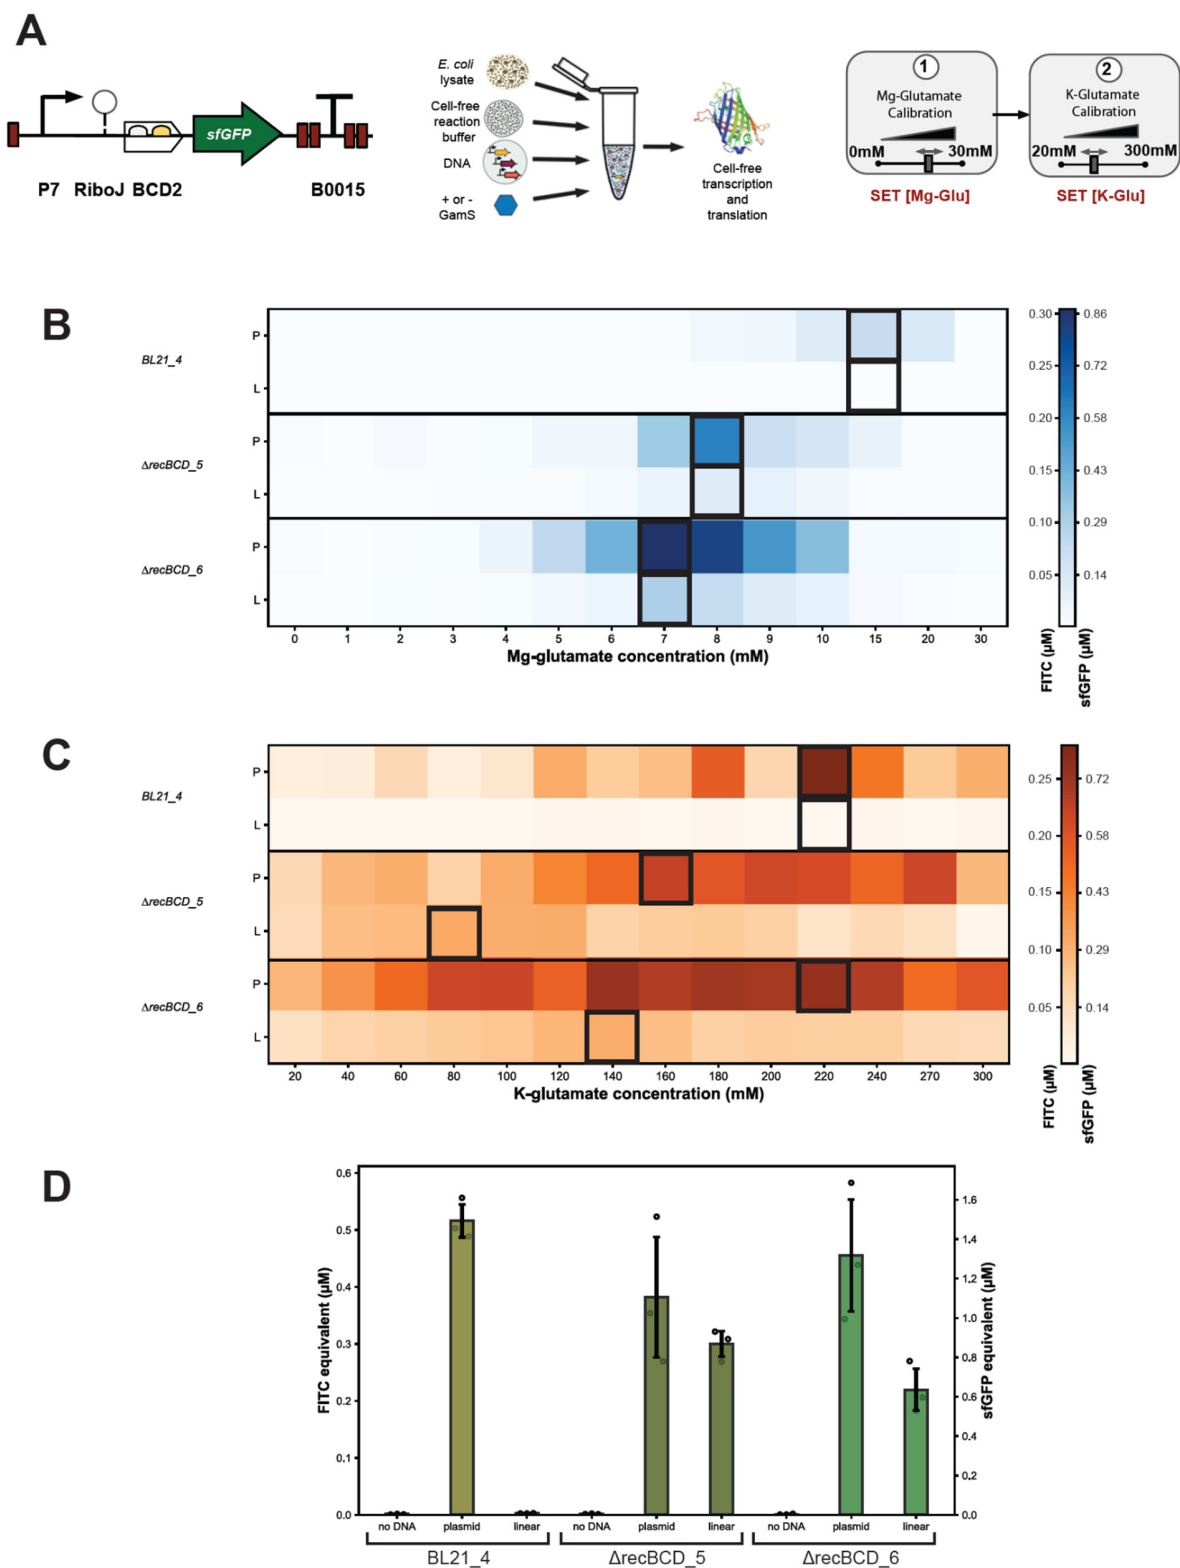 A
sfGFP
P7 RiboJ BCD2 B0015
E. coli
lysate
Cell-free
reaction
buffer
DNA
+ or -
GamS
Cell-free
transcription
and
translation
1
Mg-Glutamate
Calibration
0mM 30mM
SET [Mg-Glu]
2
K-Glutamate
Calibration
20mM 300mM
SET [K-Glu]
B
BL21_4
P
L
ΔrecBCD_5
P
L
ΔrecBCD_6
P
L
0 1 2 3 4 5 6 7 8 9 10 15 20 30
Mg-glutamate concentration (mM)
0.30 0.86
0.25 0.72
0.20 0.58
0.15 0.43
0.10 0.29
0.05 0.14
FITC (μM)
sfGFP (μM)
C
BL21_4
P
L
ΔrecBCD_5
P
L
ΔrecBCD_6
P
L
20 40 60 80 100 120 140 160 180 200 220 240 270 300
K-glutamate concentration (mM)
0.25 0.72
0.20 0.58
0.15 0.43
0.10 0.29
0.05 0.14
FITC (μM)
sfGFP (μM)
D
FITC equivalent (μM)
0.6
0.5
0.4
0.3
0.2
0.1
0.0
1.6
1.4
1.2
1.0
0.8
0.6
0.4
0.2
0.0
sfGFP equivalent (μM)
no DNA plasmid linear no DNA plasmid linear no DNA plasmid linear
BL21_4 ΔrecBCD_5 ΔrecBCD_6